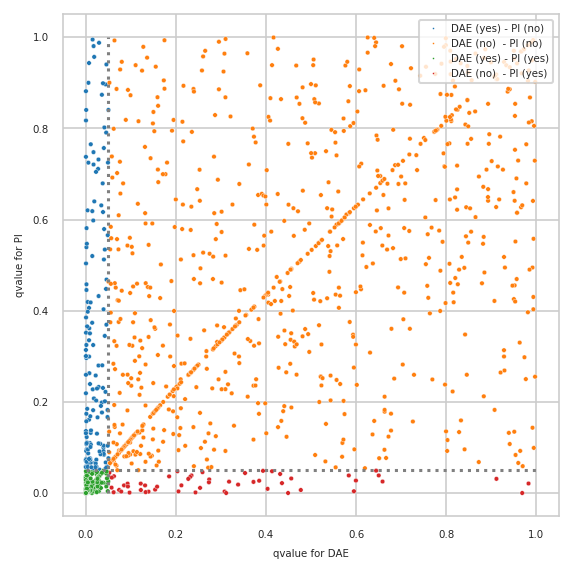 1.0
0.8
0.6
0.4
0.2
0.0
qvalue for PI
DAE (yes) - PI (no)
DAE (no) - PI (no)
DAE (yes) - PI (yes)
DAE (no) - PI (yes)
0.0 0.2 0.4 0.6 0.8 1.0
qvalue for DAE